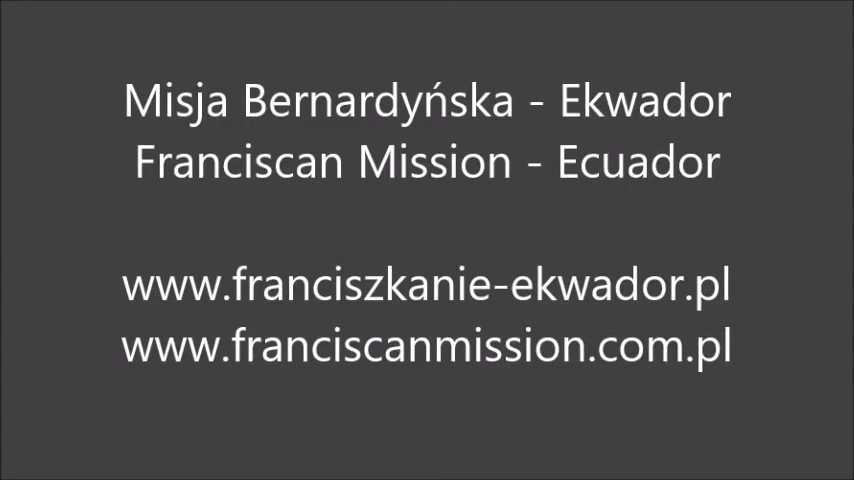 Misja Bernardyńska - Ekwador
Franciscan Mission - Ecuador
www.franciszkanie-ekwador.pl
www.franciscanmission.com.pl